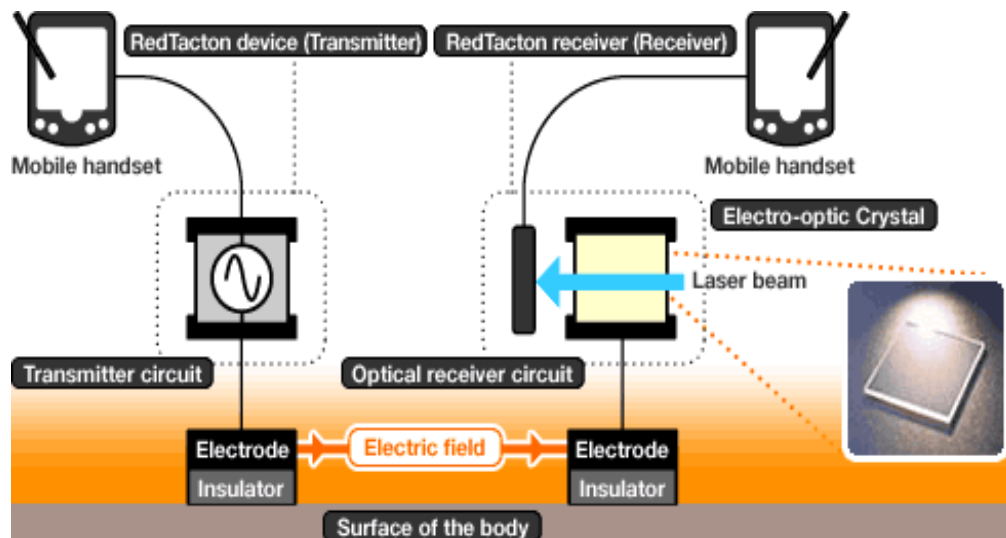 RedTacton device (Transmitter)
RedTacton receiver (Receiver)
Mobile handset
Mobile handset
Electro-optic Crystal
Laser beam
Transmitter circuit
Optical receiver circuit
Electrode
Electric field
Electrode
Insulator
Insulator
Surface of the body